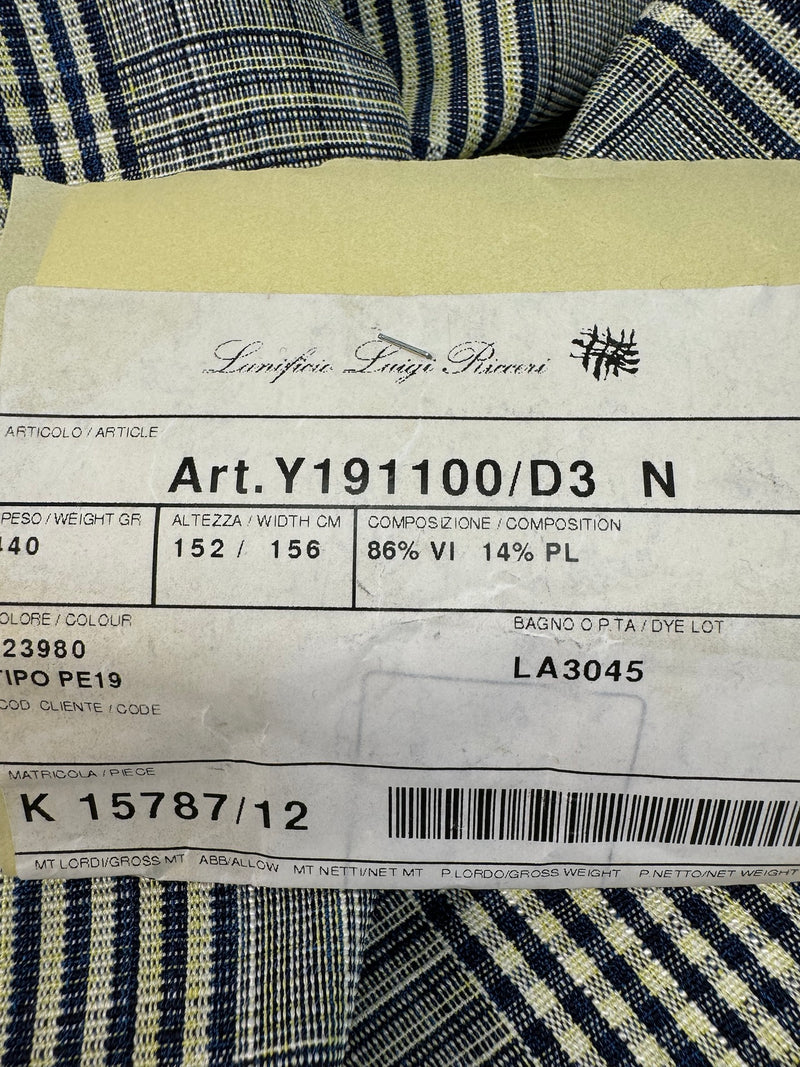 Lanificio Luigi Ricceri
ARTICOLO / ARTICLE
Art. Y191100/D3 N
PESO / WEIGHT GR
ALTEZZA / WIDTH CM
COMPOSIZIONE / COMPOSITION
440
152 / 156
86% VI 14% PL
OLORE / COLOUR
BAGNO O P.TA / DYE LOT
23980
LA3045
TIPO PE19
COD. CLIENTE / CODE
MATRICOLA / PIECE
K 15787/12
MT LORDI/GROSS MT ABB/ALLOW MT NETTI/NET MT P.LORDO/GROSS WEIGHT P.NETTO/NET WEIGHT